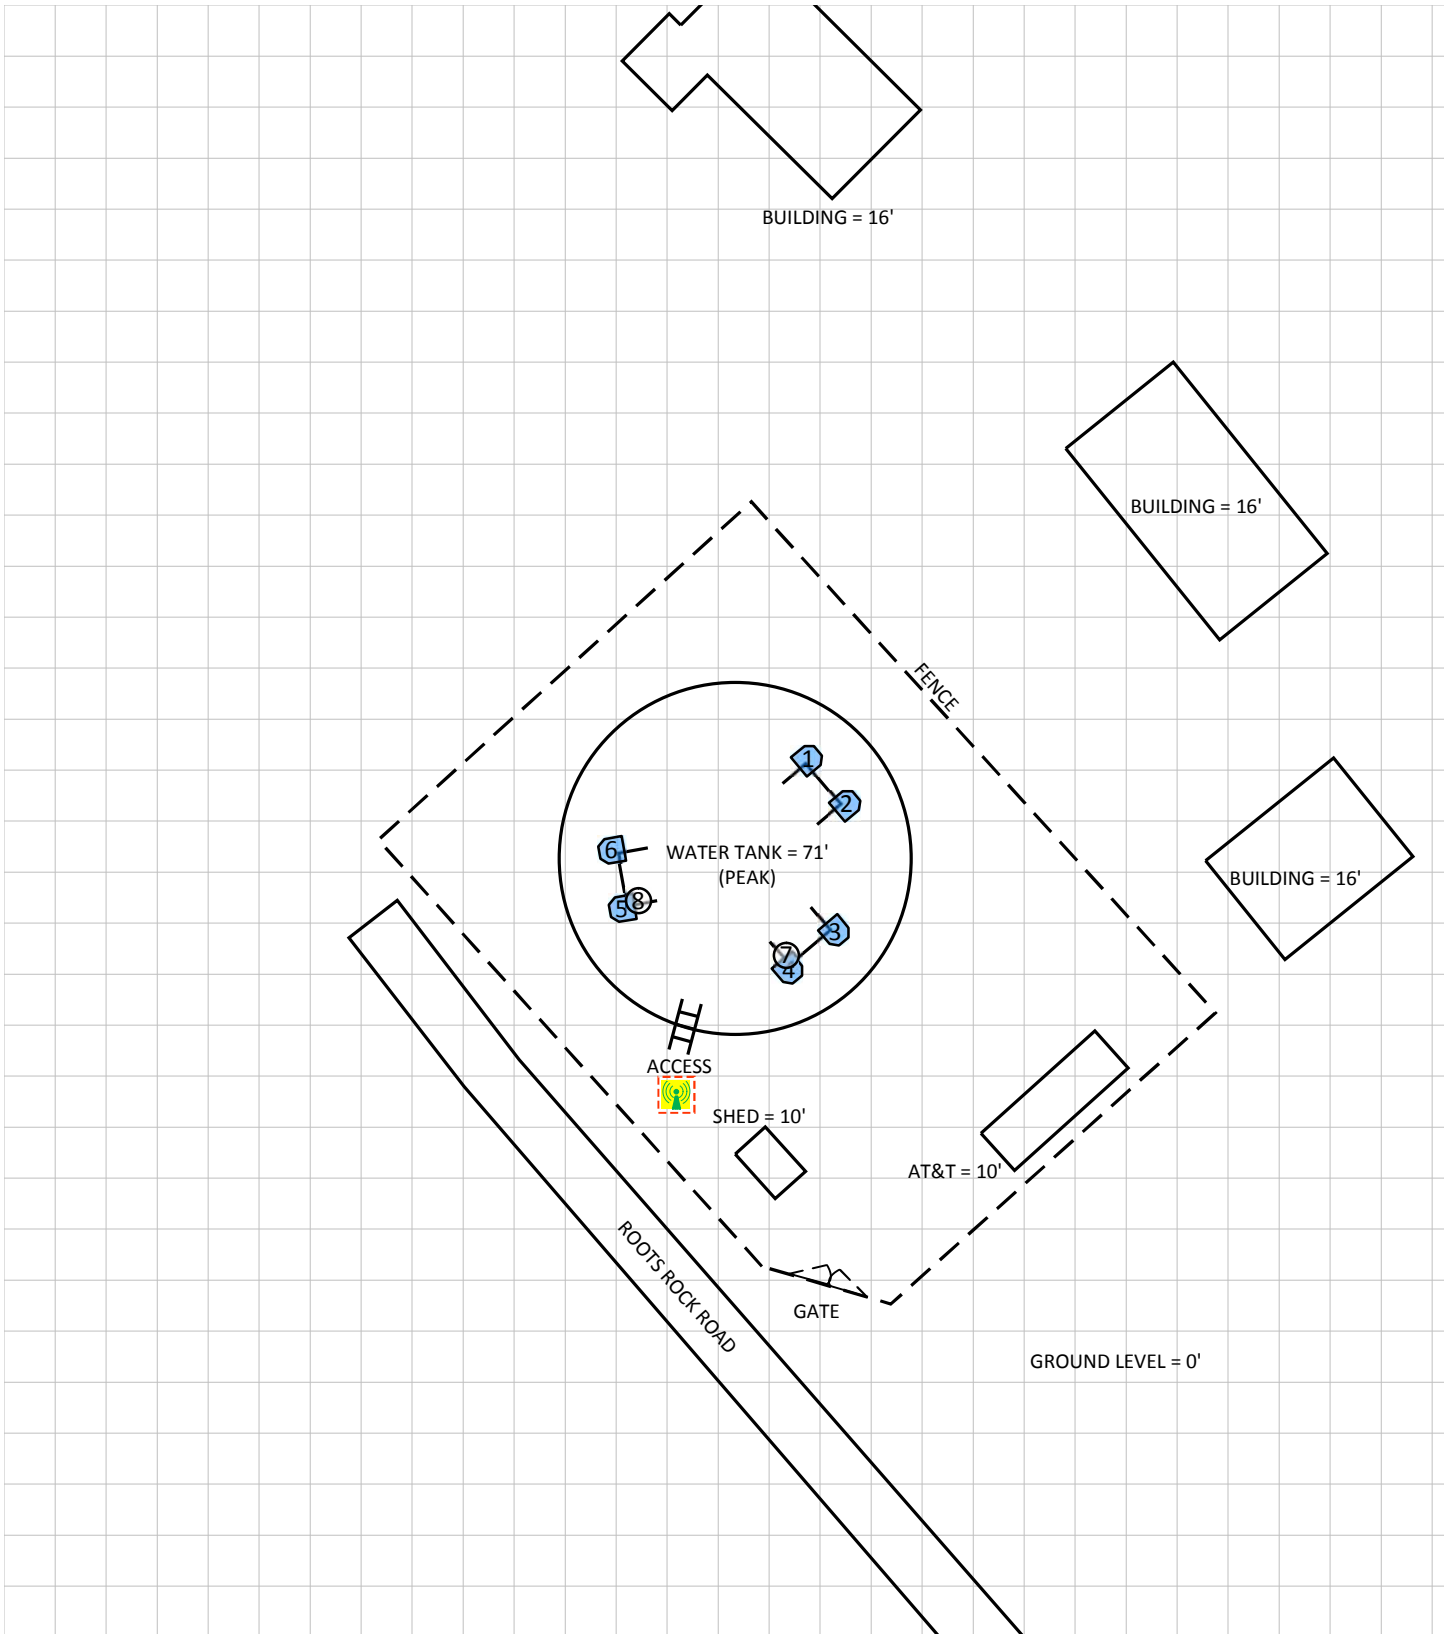 BUILDING = 16'
BUILDING = 16'
FENCE
1
2
6
WATER TANK = 71'
(PEAK)
BUILDING = 16'
5
8
3
7
4
ACCESS
SHED = 10'
AT&T = 10'
ROOTS ROCK ROAD
GATE
GROUND LEVEL = 0'